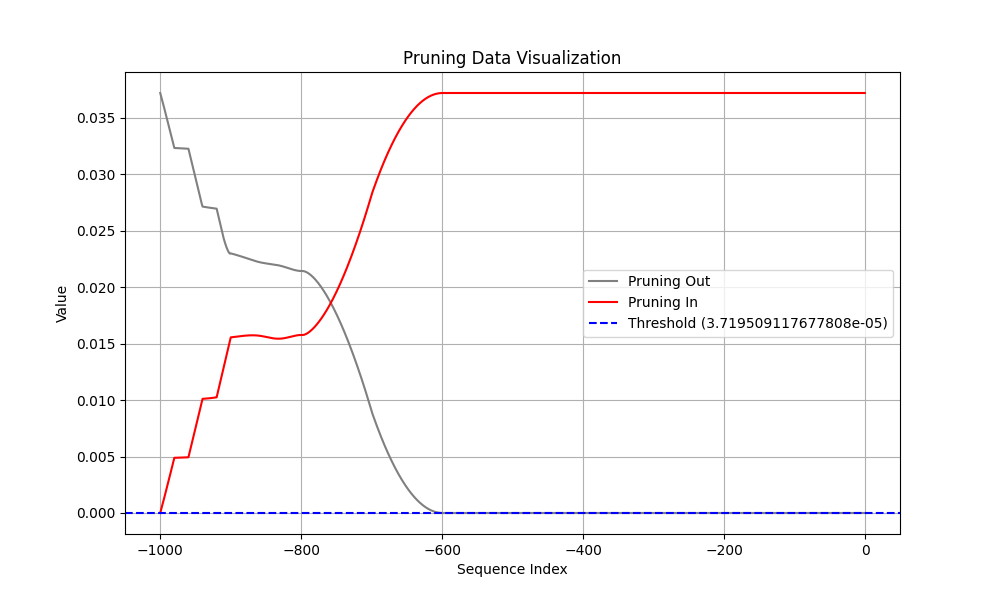 Pruning Data Visualization
Value
0.035
0.030
0.025
0.020
0.015
0.010
0.005
0.000
Pruning Out
Pruning In
Threshold (3.719509117677808e-05)
−1000
−800
−600
−400
−200
0
Sequence Index